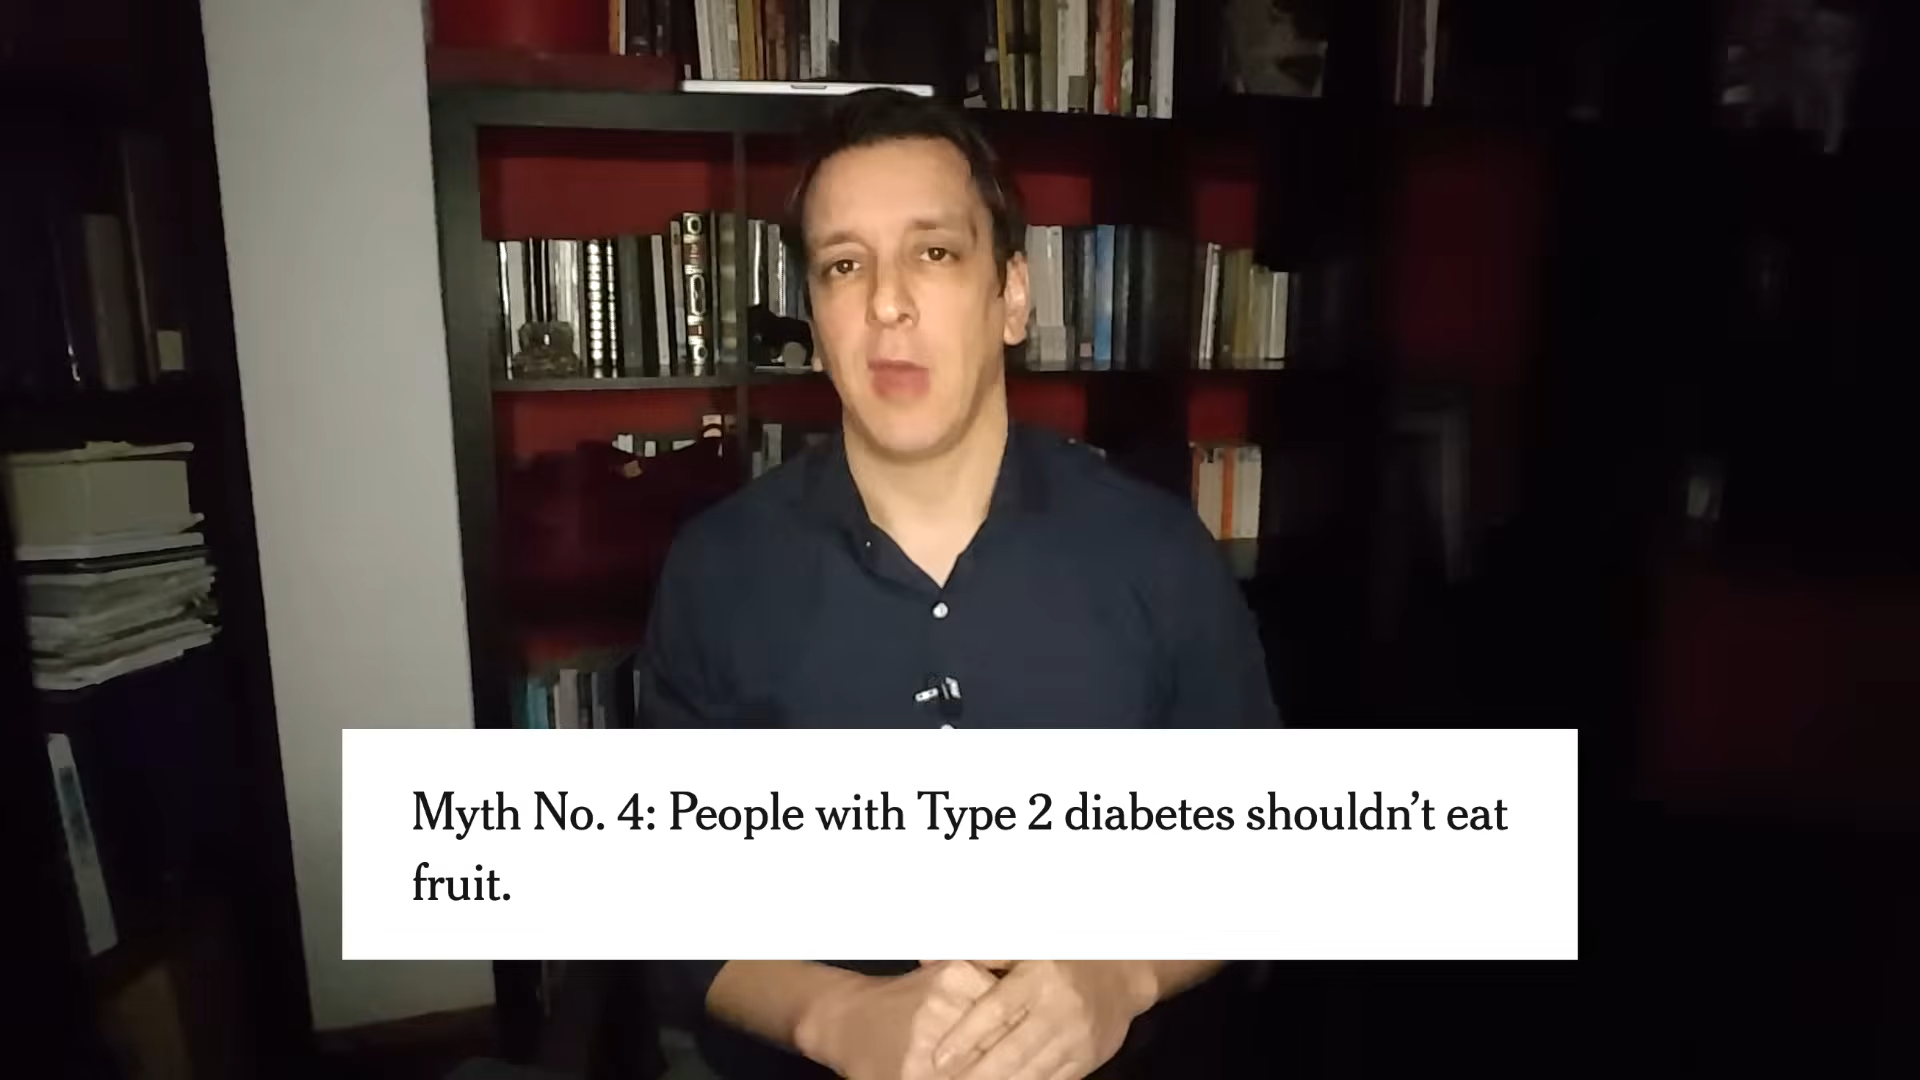 Myth No. 4: People with Type 2 diabetes shouldn’t eat
fruit.